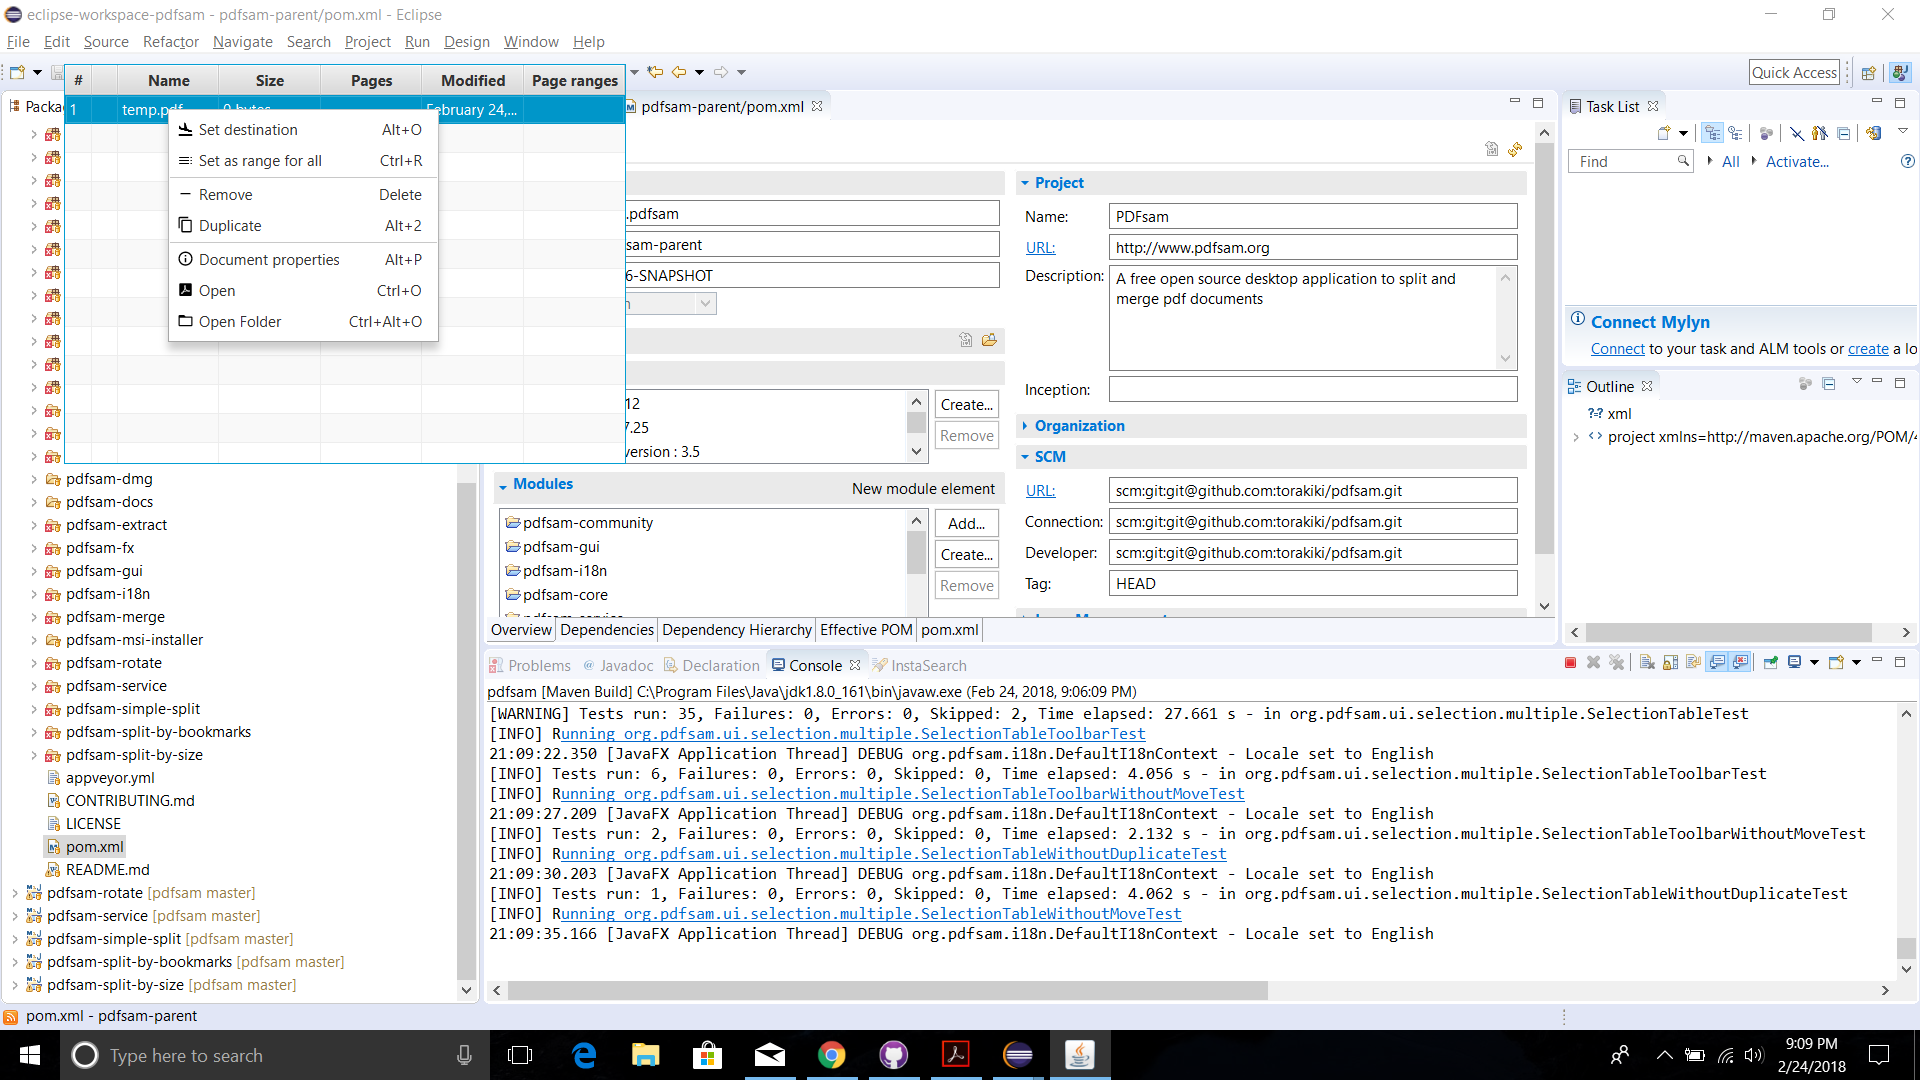 eclipse-workspace-pdfsam - pdfsam-parent/pom.xml - Eclipse
File Edit Source Refactor Navigate Search Project Run Design Window Help
Quick Access
# Name Size Pages Modified Page ranges
1 temp.pdf 0 bytes February 24,...
Set destination Alt+O
Set as range for all Ctrl+R
Remove Delete
Duplicate Alt+2
Document properties Alt+P
Open Ctrl+O
Open Folder Ctrl+Alt+O
pdfsam-dmg
pdfsam-docs
pdfsam-extract
pdfsam-fx
pdfsam-gui
pdfsam-i18n
pdfsam-merge
pdfsam-msi-installer
pdfsam-rotate
pdfsam-service
pdfsam-simple-split
pdfsam-split-by-bookmarks
pdfsam-split-by-size
appveyor.yml
CONTRIBUTING.md
LICENSE
pom.xml
README.md
pdfsam-rotate [pdfsam master]
pdfsam-service [pdfsam master]
pdfsam-simple-split [pdfsam master]
pdfsam-split-by-bookmarks [pdfsam master]
pdfsam-split-by-size [pdfsam master]
pdfsam-parent/pom.xml
.pdfsam
sam-parent
6-SNAPSHOT
12
7.25
version : 3.5
Create...
Remove
Modules New module element
pdfsam-community
pdfsam-gui
pdfsam-i18n
pdfsam-core
Add...
Create...
Remove
Project
Name: PDFsam
URL: http://www.pdfsam.org
Description: A free open source desktop application to split and
merge pdf documents
Inception:
Organization
SCM
URL: scm:git:git@github.com:torakiki/pdfsam.git
Connection: scm:git:git@github.com:torakiki/pdfsam.git
Developer: scm:git:git@github.com:torakiki/pdfsam.git
Tag: HEAD
Overview Dependencies Dependency Hierarchy Effective POM pom.xml
Task List
Find All Activate...
Connect Mylyn
Connect to your task and ALM tools or create a lo
Outline
xml
project xmlns=http://maven.apache.org/POM/4
Problems Javadoc Declaration Console InstaSearch
pdfsam [Maven Build] C:\Program Files\Java\jdk1.8.0_161\bin\javaw.exe (Feb 24, 2018, 9:06:09 PM)
[WARNING] Tests run: 35, Failures: 0, Errors: 0, Skipped: 2, Time elapsed: 27.661 s - in org.pdfsam.ui.selection.multiple.SelectionTableTest
[INFO] Running org.pdfsam.ui.selection.multiple.SelectionTableToolbarTest
21:09:22.350 [JavaFX Application Thread] DEBUG org.pdfsam.i18n.DefaultI18nContext - Locale set to English
[INFO] Tests run: 6, Failures: 0, Errors: 0, Skipped: 0, Time elapsed: 4.056 s - in org.pdfsam.ui.selection.multiple.SelectionTableToolbarTest
[INFO] Running org.pdfsam.ui.selection.multiple.SelectionTableToolbarWithoutMoveTest
21:09:27.209 [JavaFX Application Thread] DEBUG org.pdfsam.i18n.DefaultI18nContext - Locale set to English
[INFO] Tests run: 2, Failures: 0, Errors: 0, Skipped: 0, Time elapsed: 2.132 s - in org.pdfsam.ui.selection.multiple.SelectionTableToolbarWithoutMoveTest
[INFO] Running org.pdfsam.ui.selection.multiple.SelectionTableWithoutDuplicateTest
21:09:30.203 [JavaFX Application Thread] DEBUG org.pdfsam.i18n.DefaultI18nContext - Locale set to English
[INFO] Tests run: 1, Failures: 0, Errors: 0, Skipped: 0, Time elapsed: 4.062 s - in org.pdfsam.ui.selection.multiple.SelectionTableWithoutDuplicateTest
[INFO] Running org.pdfsam.ui.selection.multiple.SelectionTableWithoutMoveTest
21:09:35.166 [JavaFX Application Thread] DEBUG org.pdfsam.i18n.DefaultI18nContext - Locale set to English
pom.xml - pdfsam-parent
Type here to search
9:09 PM
2/24/2018